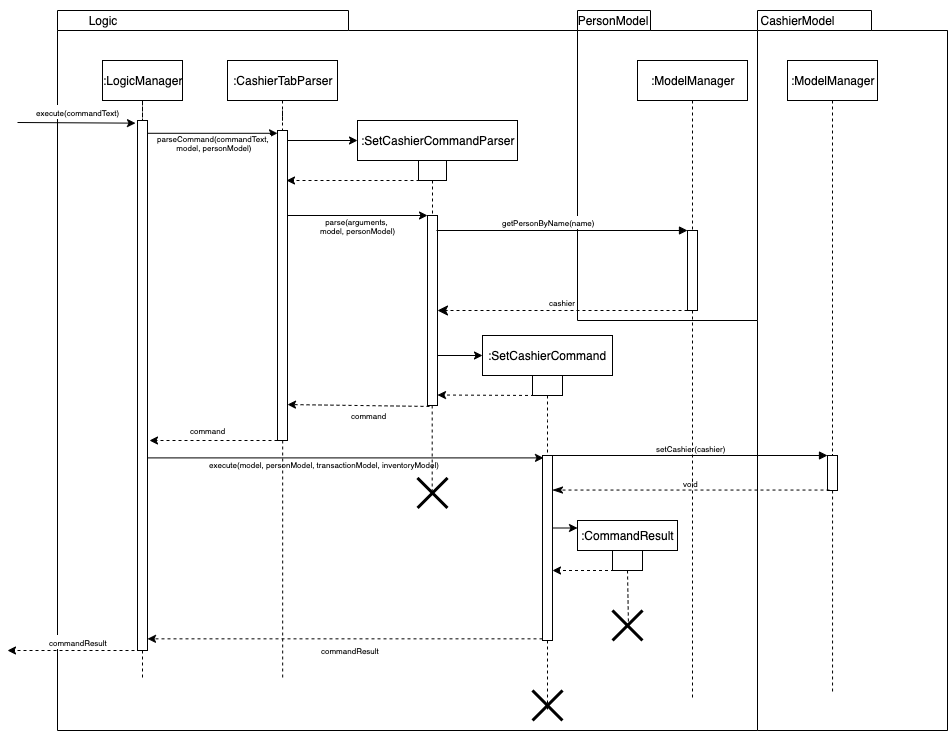 Logic
PersonModel
CashierModel
:LogicManager
:CashierTabParser
:ModelManager
:ModelManager
execute(commandText)
parseCommand(commandText,
model, personModel)
:SetCashierCommandParser
parse(arguments,
model, personModel)
getPersonByName(name)
cashier
:SetCashierCommand
command
command
setCashier(cashier)
execute(model, personModel, transactionModel, inventoryModel)
void
:CommandResult
commandResult
commandResult